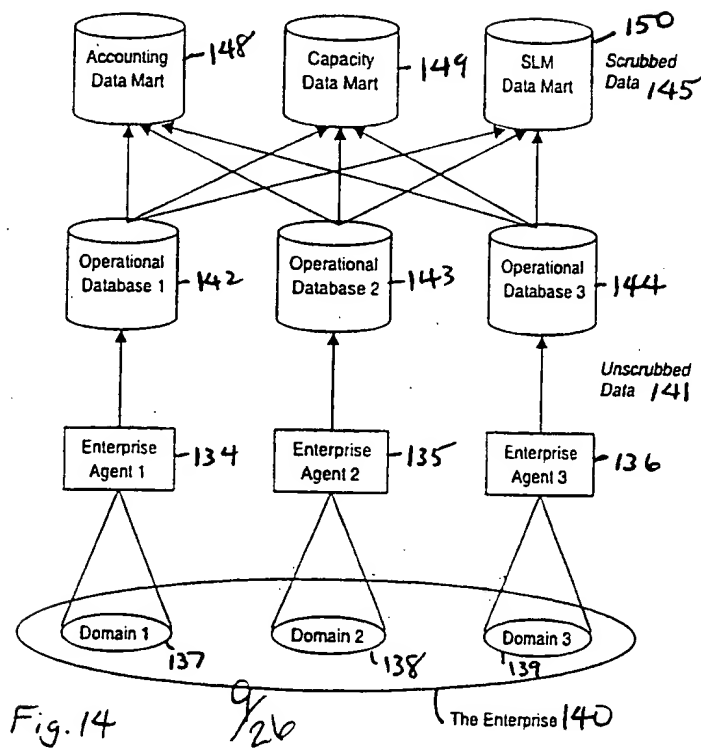 Accounting
Data Mart
148
Capacity
Data Mart
149
SLM
Data Mart
150
Scrubbed
Data 145
Operational
Database 1
142
Operational
Database 2
143
Operational
Database 3
144
Unscrubbed
Data 141
Enterprise
Agent 1
134
Enterprise
Agent 2
135
Enterprise
Agent 3
136
Domain 1
137
Domain 2
138
Domain 3
139
Fig. 14
9/26
The Enterprise 140